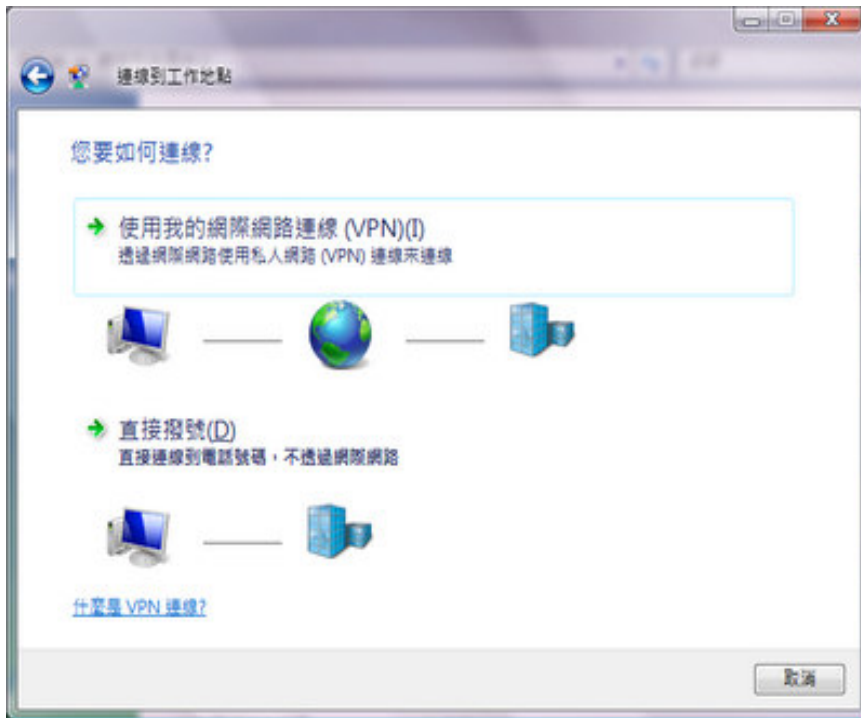 連線到工作地點
您要如何連線?
使用我的網際網路連線 (VPN)(I)
透過網際網路使用私人網路 (VPN) 連線來連線
直接撥號(D)
直接連線到電話號碼，不透過網際網路
什麼是 VPN 連線?
取消